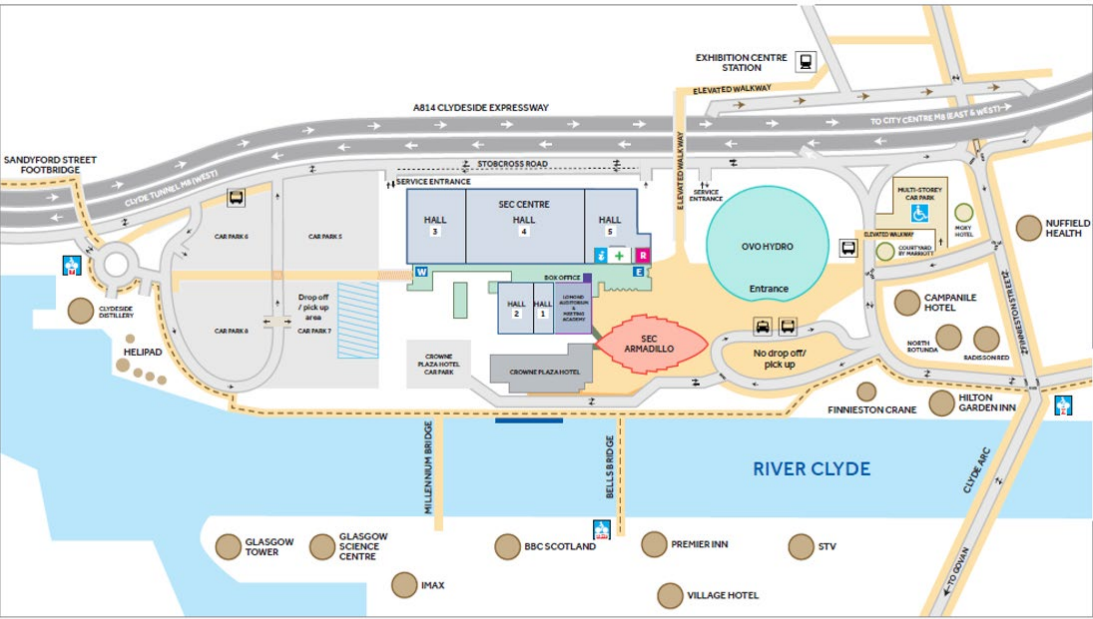 EXHIBITION CENTRE
STATION
ELEVATED WALKWAY
A814 CLYDESIDE EXPRESSWAY
TO CITY CENTRE M8 (EAST & WEST)
SANDYFORD STREET
FOOTBRIDGE
CLYDE TUNNEL M8 (WEST)
STOBCROSS ROAD
ELEVATED WALKWAY
SERVICE ENTRANCE
SERVICE
ENTRANCE
MULTI-STOREY
CAR PARK
SEC CENTRE
HALL
3
HALL
4
HALL
5
R
W
E
CAR PARK 6
CAR PARK 5
OVO HYDRO
Entrance
ELEVATED WALKWAY
MOXY
HOTEL
COURTYARD
BY MARRIOTT
NUFFIELD
HEALTH
BOX OFFICE
HALL
2
HALL
1
LOMOND
AUDITORIUM
&
MEETING
ACADEMY
Drop off
/ pick up
area
CAR PARK 7
CAR PARK 8
CLYDESIDE
DISTILLERY
HELIPAD
CROWNE
PLAZA HOTEL
CAR PARK
CROWNE PLAZA HOTEL
SEC
ARMADILLO
No drop off/
pick up
CAMPANILE
HOTEL
NORTH
ROTUNDA
RADISSON RED
FINNIESTON STREET
FINNIESTON CRANE
HILTON
GARDEN INN
MILLENNIUM BRIDGE
BELLS BRIDGE
RIVER CLYDE
CLYDE ARC
TO GOVAN
GLASGOW
TOWER
GLASGOW
SCIENCE
CENTRE
IMAX
BBC SCOTLAND
PREMIER INN
STV
VILLAGE HOTEL